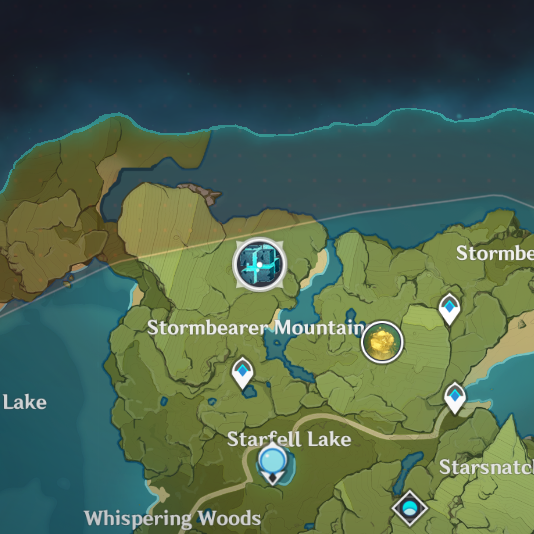 Stormbe
Stormbearer Mountain
Lake
Starfell Lake
Starsnatch
Whispering Woods